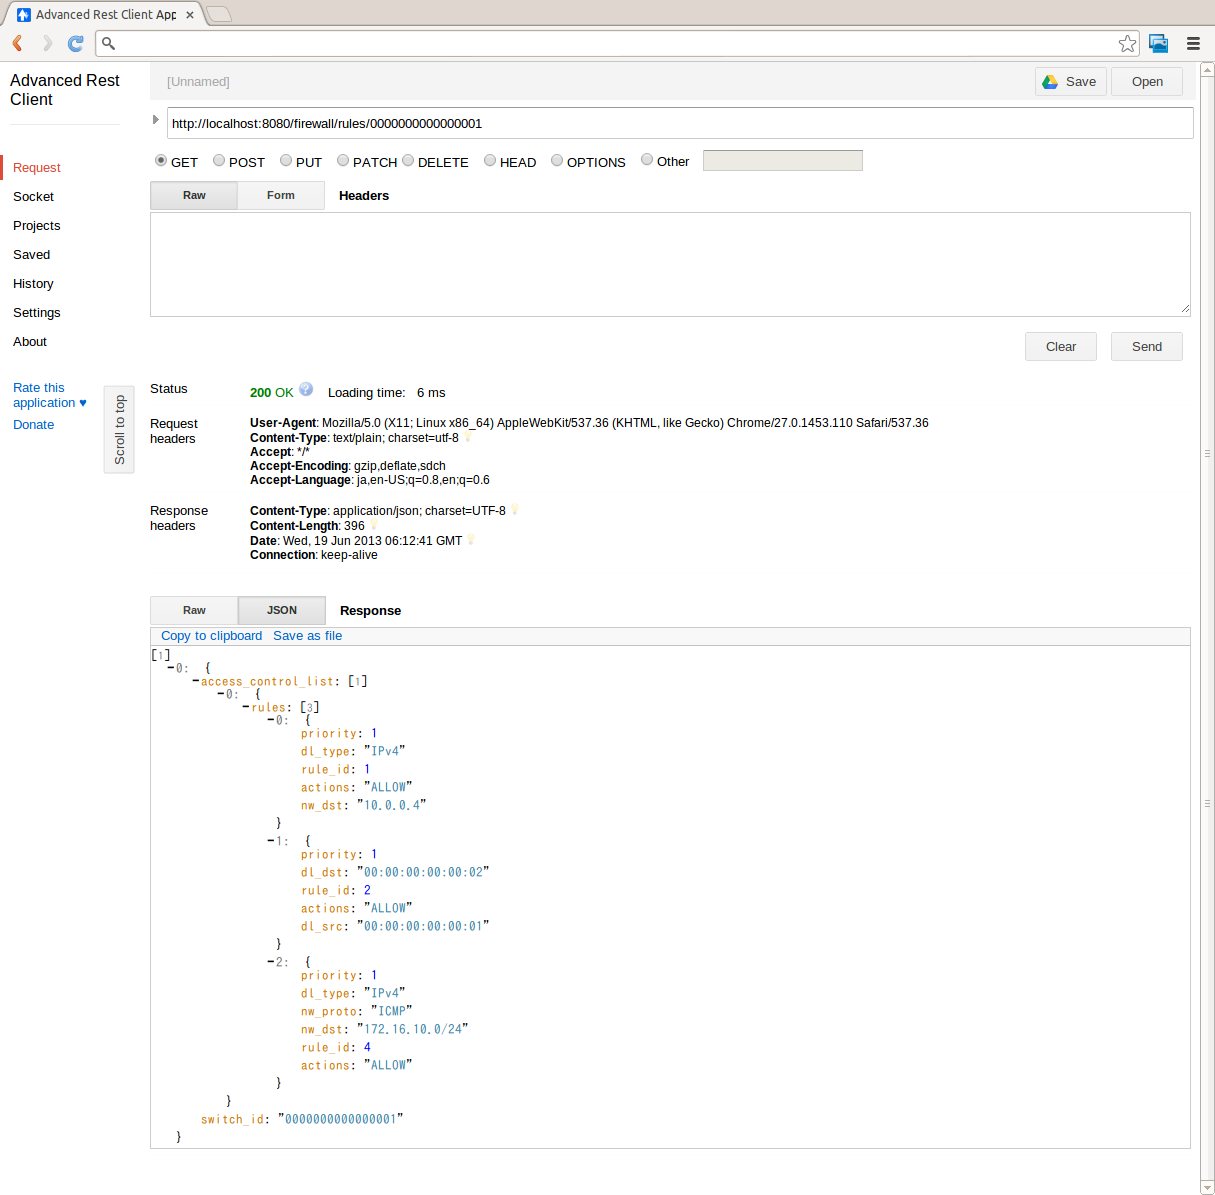 Advanced Rest Client App
Advanced Rest
Client
[Unnamed]
Save
Open
http://localhost:8080/firewall/rules/0000000000000001
GET POST PUT PATCH DELETE HEAD OPTIONS Other
Raw Form Headers
Request
Socket
Projects
Saved
History
Settings
About
Rate this
application ♥
Donate
Scroll to top
Clear Send
Status 200 OK ? Loading time: 6 ms
Request
headers
User-Agent: Mozilla/5.0 (X11; Linux x86_64) AppleWebKit/537.36 (KHTML, like Gecko) Chrome/27.0.1453.110 Safari/537.36
Content-Type: text/plain; charset=utf-8
Accept: */*
Accept-Encoding: gzip,deflate,sdch
Accept-Language: ja,en-US;q=0.8,en;q=0.6
Response
headers
Content-Type: application/json; charset=UTF-8
Content-Length: 396
Date: Wed, 19 Jun 2013 06:12:41 GMT
Connection: keep-alive
Raw JSON Response
Copy to clipboard Save as file
[1]
-0: {
-access_control_list: [1]
-0: {
-rules: [3]
-0: {
priority: 1
dl_type: "IPv4"
rule_id: 1
actions: "ALLOW"
nw_dst: "10.0.0.4"
}
-1: {
priority: 1
dl_dst: "00:00:00:00:00:02"
rule_id: 2
actions: "ALLOW"
dl_src: "00:00:00:00:00:01"
}
-2: {
priority: 1
dl_type: "IPv4"
nw_proto: "ICMP"
nw_dst: "172.16.10.0/24"
rule_id: 4
actions: "ALLOW"
}
}
switch_id: "0000000000000001"
}